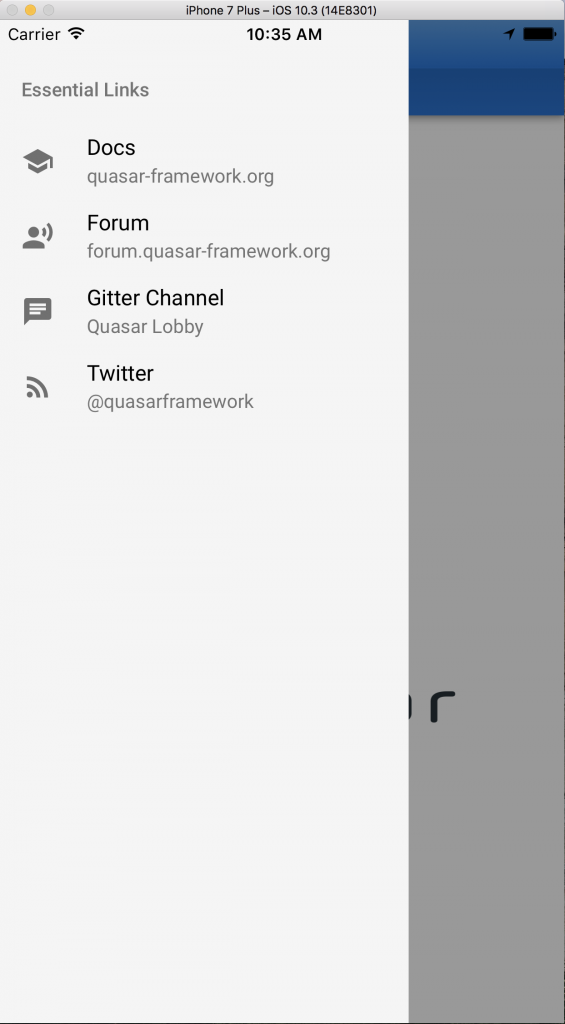 iPhone 7 Plus – iOS 10.3 (14E8301)
Carrier 10:35 AM
Essential Links
Docs
quasar-framework.org
Forum
forum.quasar-framework.org
Gitter Channel
Quasar Lobby
Twitter
@quasarframework
r